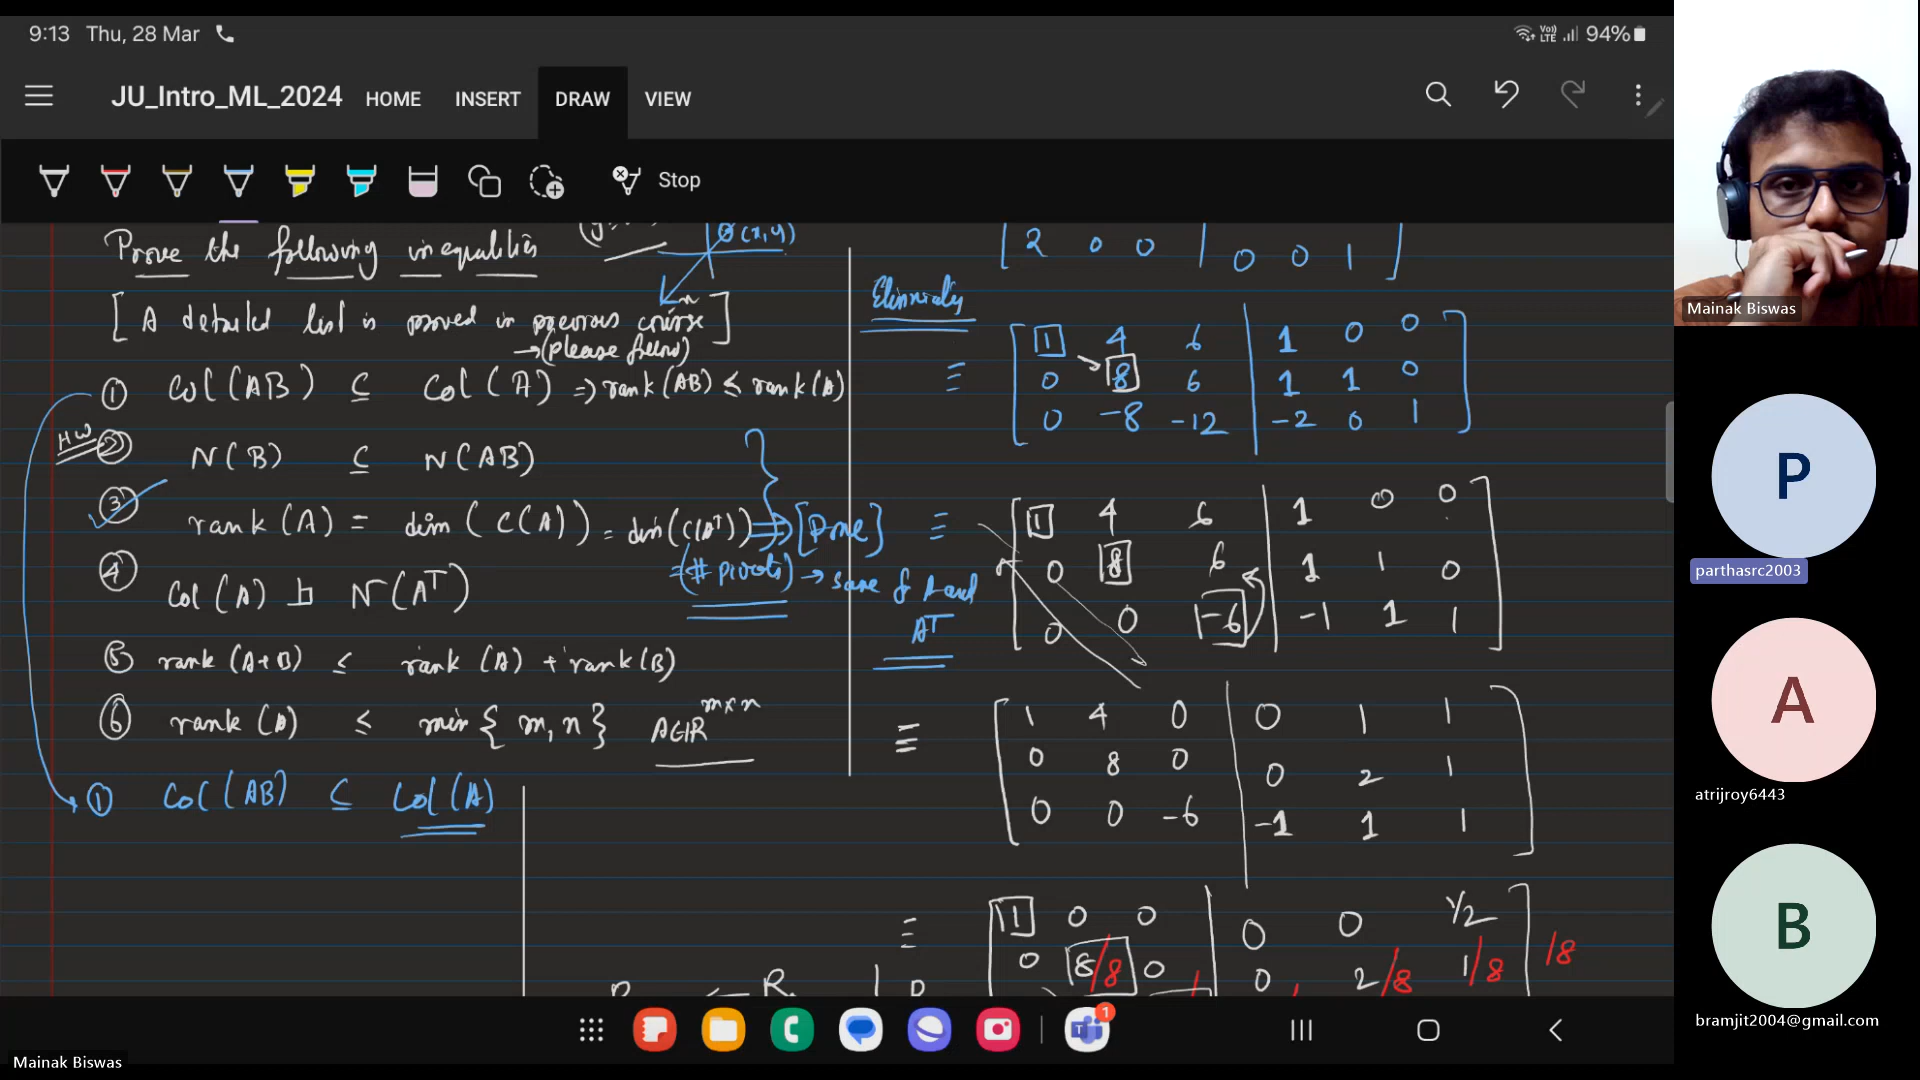 9:13 Thu, 28 Mar
Vo)) LTE 94%
JU_Intro_ML_2024 HOME INSERT DRAW VIEW
Stop
Prove the following inequalities
(x,y)
[A detailed list is proved in previous course]
→(please follow)
① Col(AB) ⊆ Col(A) ⇒ rank(AB) ≤ rank(A)
HW ② N(B) ⊆ N(AB)
③ rank(A) = dim(C(A)) = dim(C(Aᵀ)) ⇒ [Prove]
=(# pivots) → same for A and Aᵀ
④ Col(A) ⊥ N(Aᵀ)
⑤ rank(A+B) ≤ rank(A) + rank(B)
⑥ rank(A) ≤ min{m,n} A∈ℝᵐˣⁿ
① Col(AB) ⊆ Col(A)
[2 0 0 | 0 0 1]
≡ [1 4 6 | 1 0 0
0 8 6 | 1 1 0
0 -8 -12 | -2 0 1]
≡ [1 4 6 | 1 0 0
0 8 6 | 1 1 0
0 0 -6 | -1 1 1]
≡ [1 4 0 | 0 1 1
0 8 0 | 0 2 1
0 0 -6 | -1 1 1]
≡ [1 0 0 | 0 0 1/2
0 8/8 0 | 0 2/8 1/8] /8
Mainak Biswas
P
parthasrc2003
A
atrijroy6443
B
bramjit2004@gmail.com
1
Mainak Biswas